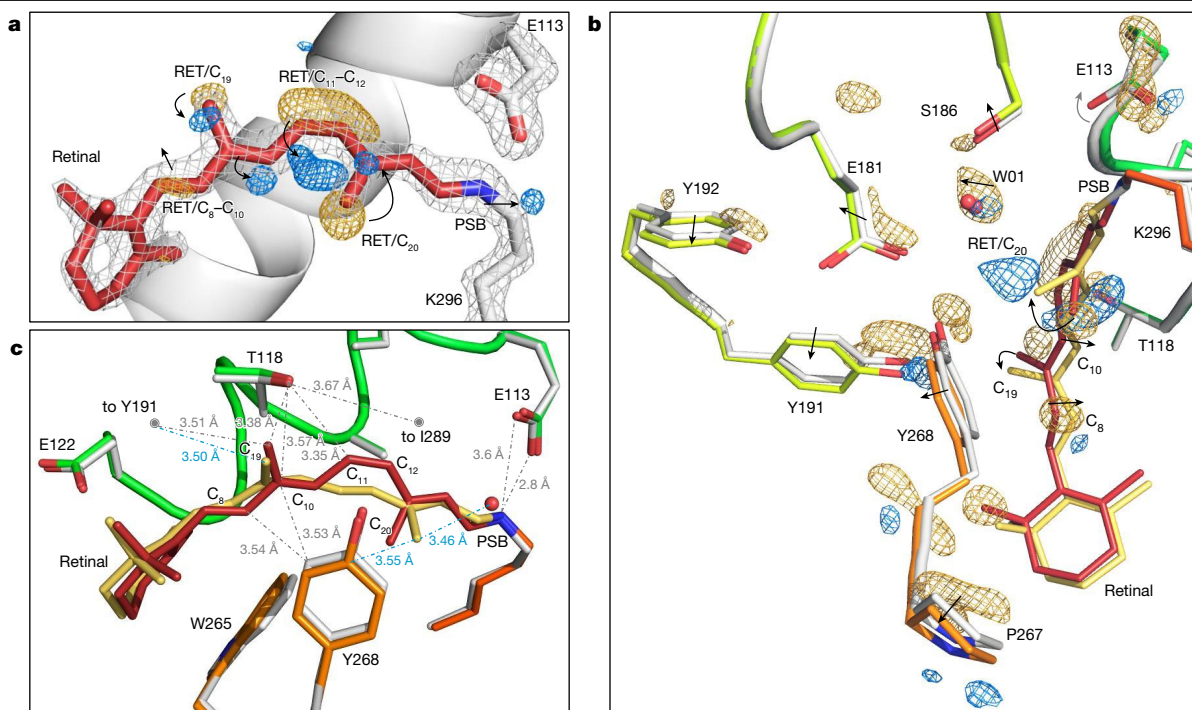 a
E113
RET/C₁₉
RET/C₁₁–C₁₂
Retinal
RET/C₈–C₁₀
PSB
RET/C₂₀
K296
b
E113
S186
E181
W01
Y192
PSB
RET/C₂₀
K296
T118
C₁₀
C₁₉
Y191
C₈
Y268
Retinal
P267
c
T118
3.67 Å
E113
to Y191
3.51 Å
3.38 Å
to I289
E122
3.50 Å
3.57 Å
3.6 Å
C₁₉
3.35 Å
C₁₂
2.8 Å
C₈
C₁₁
C₁₀
C₂₀
3.53 Å
PSB
3.54 Å
3.46 Å
Retinal
3.55 Å
W265
Y268